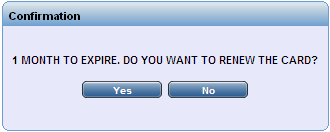 Confirmation
1 MONTH TO EXPIRE. DO YOU WANT TO RENEW THE CARD?
Yes No